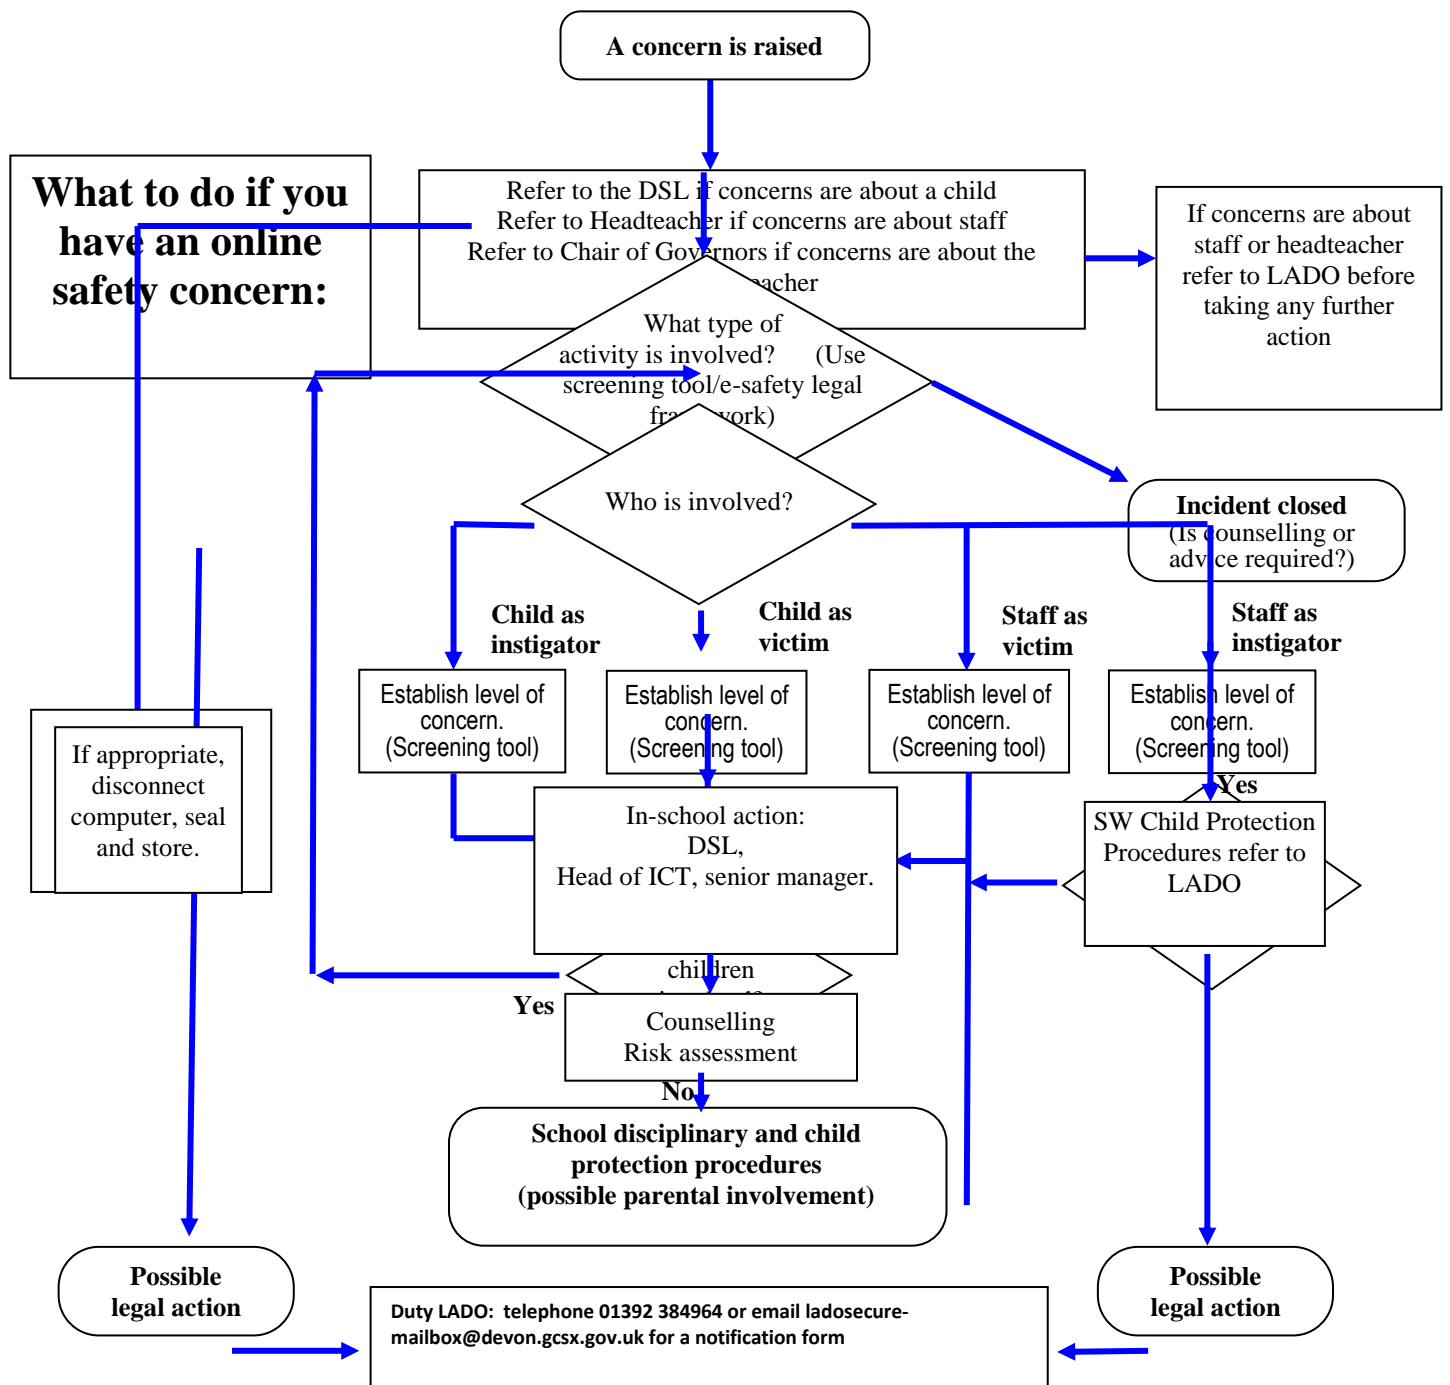 A concern is raised
What to do if you
have an online
safety concern:
Refer to the DSL if concerns are about a child
Refer to Headteacher if concerns are about staff
Refer to Chair of Governors if concerns are about the
If concerns are about
staff or headteacher
refer to LADO before
taking any further
action
What type of
activity is involved? (Use
screening tool/e-safety legal
Who is involved?
Incident closed
(Is counselling or
advice required?)
Child as
instigator
Child as
victim
Staff as
victim
Staff as
instigator
Establish level of
concern.
(Screening tool)
Establish level of
concern.
(Screening tool)
Establish level of
concern.
(Screening tool)
Establish level of
concern.
(Screening tool)
If appropriate,
disconnect
computer, seal
and store.
Yes
In-school action:
DSL,
Head of ICT, senior manager.
SW Child Protection
Procedures refer to
LADO
children
Yes
Counselling
Risk assessment
No
School disciplinary and child
protection procedures
(possible parental involvement)
Possible
legal action
Possible
legal action
Duty LADO: telephone 01392 384964 or email ladosecure-
mailbox@devon.gcsx.gov.uk for a notification form